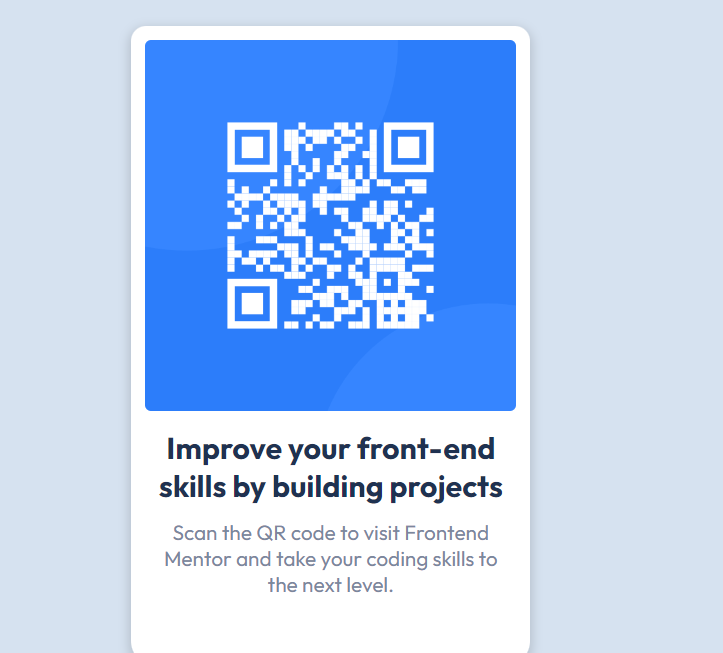 Improve your front-end
skills by building projects
Scan the QR code to visit Frontend
Mentor and take your coding skills to
the next level.